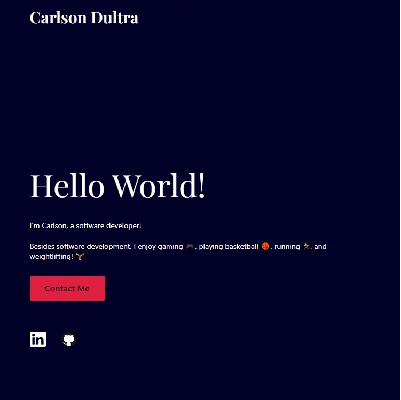 Carlson Dultra
Hello World!
I'm Carlson, a software developer!
Besides software development, I enjoy gaming 🎮, playing basketball 🏀, running 🏃, and
weightlifting! 🏋
Contact Me
in